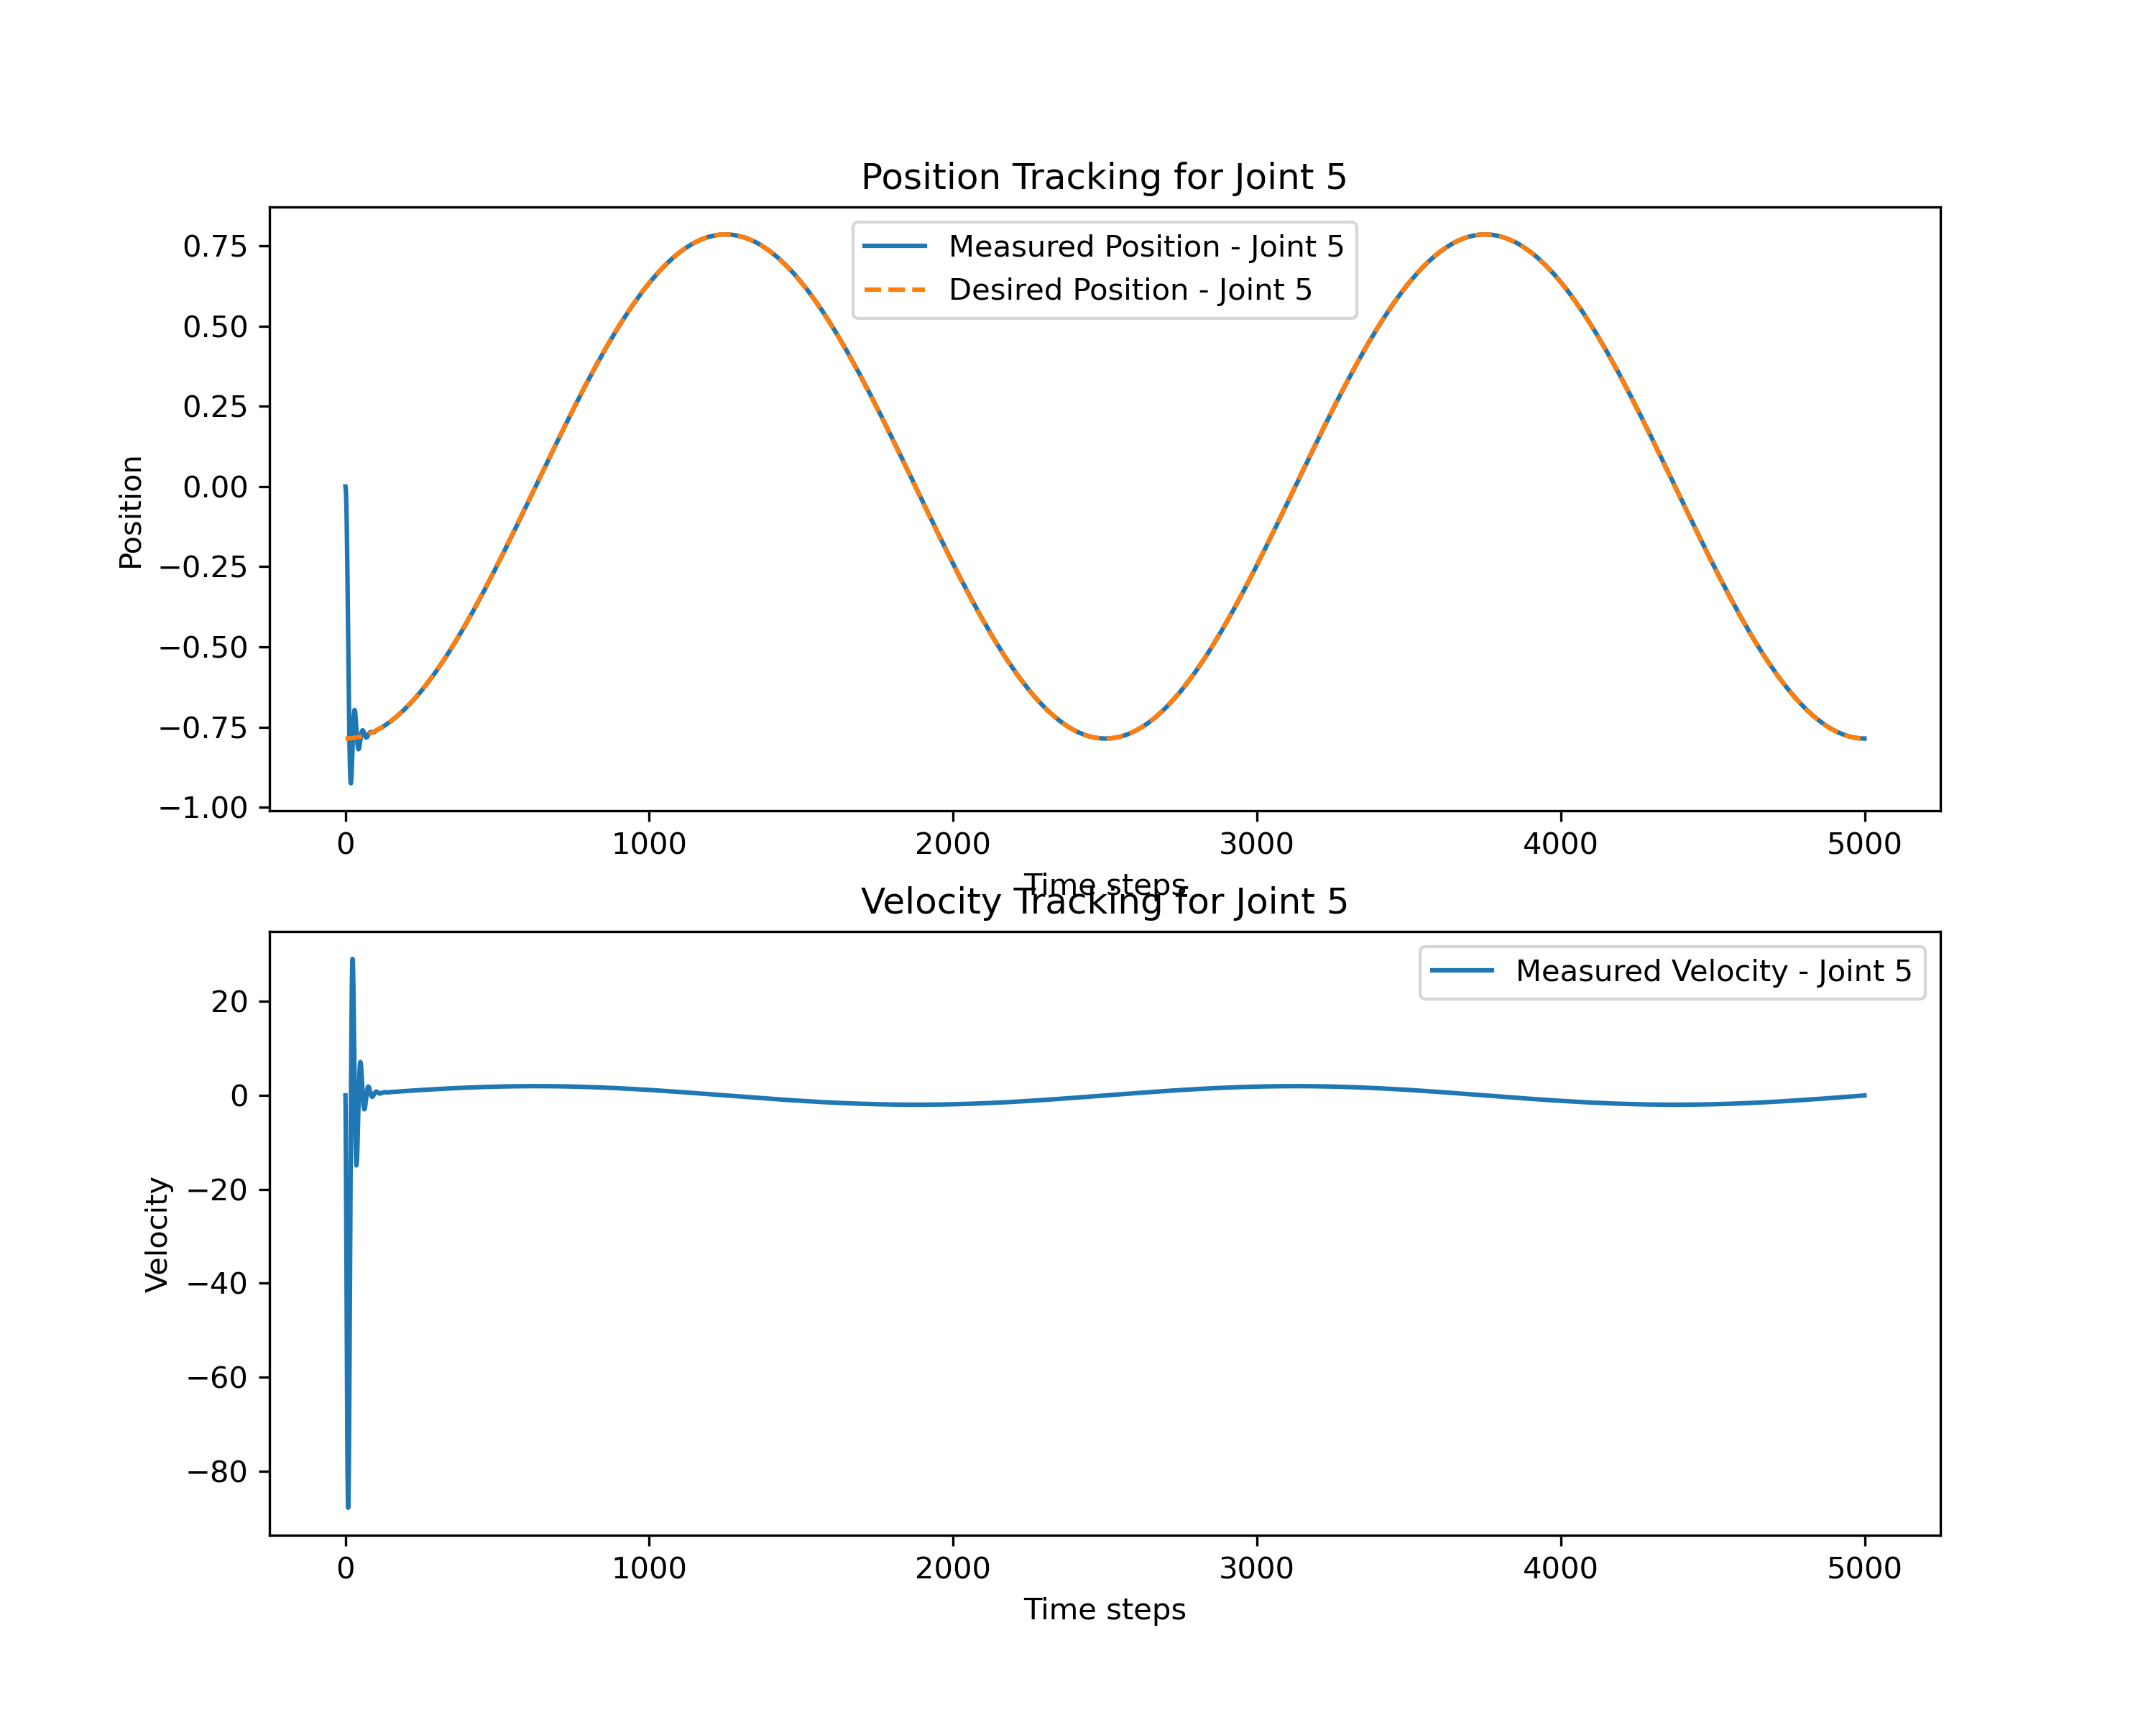 Position Tracking for Joint 5
Measured Position - Joint 5
Desired Position - Joint 5
Position
0.75
0.50
0.25
0.00
−0.25
−0.50
−0.75
−1.00
0 1000 2000 3000 4000 5000
Time steps
Velocity Tracking for Joint 5
Measured Velocity - Joint 5
Velocity
20
0
−20
−40
−60
−80
0 1000 2000 3000 4000 5000
Time steps